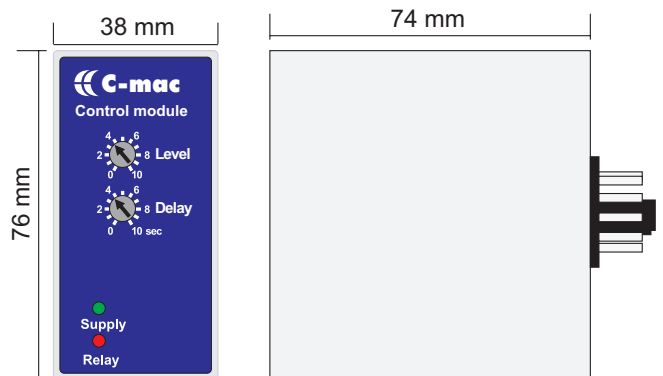 38 mm
74 mm
76 mm
C-mac
Control module
4 6
2 8 Level
0 10
4 6
2 8 Delay
0 10 sec
Supply
Relay